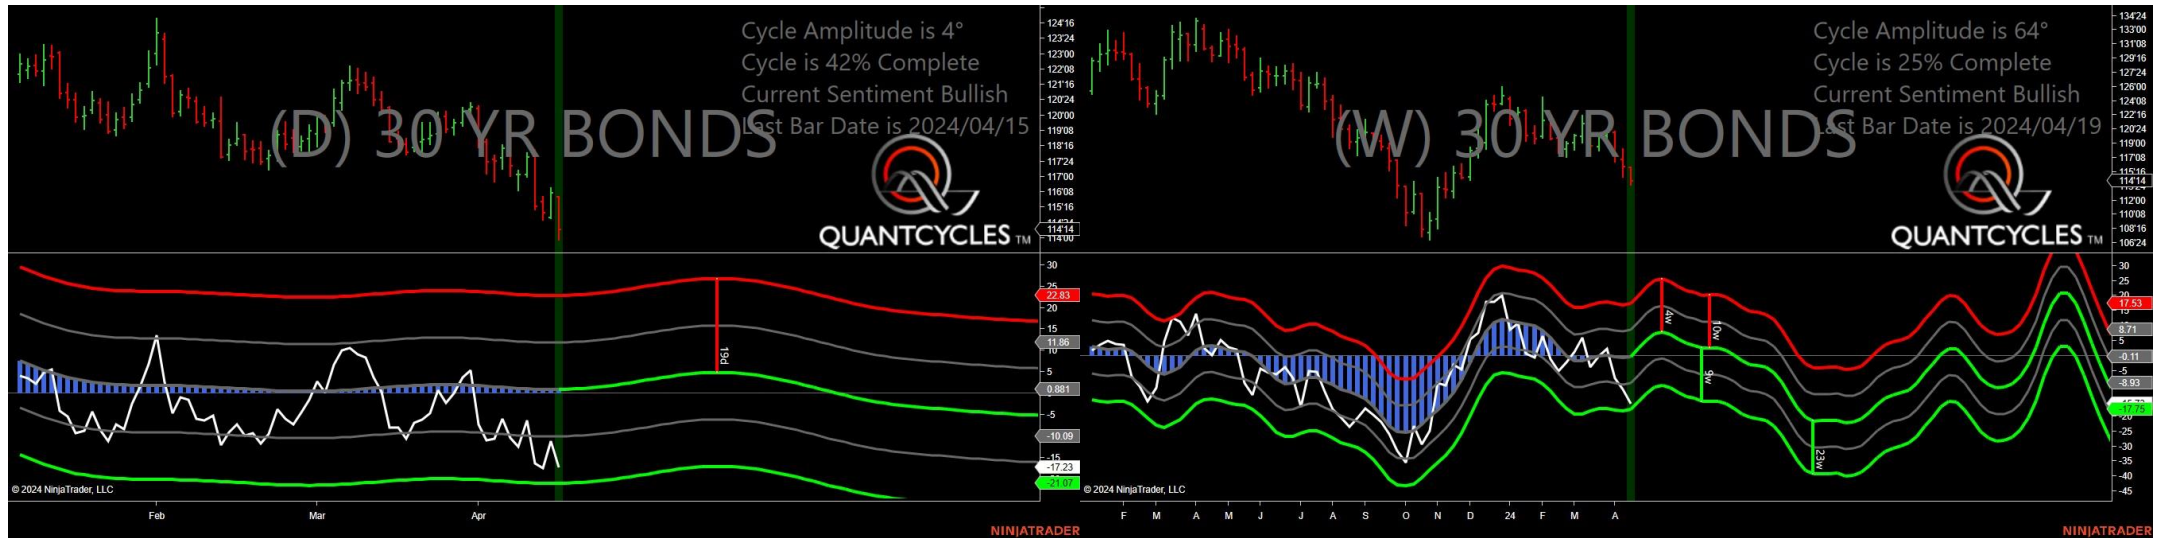 Cycle Amplitude is 4°
Cycle is 42% Complete
Current Sentiment Bullish
Last Bar Date is 2024/04/15
(D) 30 YR BONDS
QUANTCYCLES TM
124'16
123'24
123'00
122'08
121'16
120'24
120'00
119'08
118'16
117'24
117'00
116'08
115'16
114'14
114'00
30
25
22.83
20
15
11.86
10
5
0.881
-5
-10.09
-15
-17.23
-21.07
19d
© 2024 NinjaTrader, LLC
Feb Mar Apr
NINJATRADER
Cycle Amplitude is 64°
Cycle is 25% Complete
Current Sentiment Bullish
Last Bar Date is 2024/04/19
(W) 30 YR BONDS
QUANTCYCLES TM
134'24
133'00
131'08
129'16
127'24
126'00
124'08
122'16
120'24
119'00
117'08
115'16
114'14
112'00
110'08
108'16
106'24
30
25
17.53
8.71
5
-0.11
-5
-8.93
-17.75
-25
-30
-35
-40
-45
4w
10w
9w
23w
© 2024 NinjaTrader, LLC
F M A M J J A S O N D 24 F M A
NINJATRADER